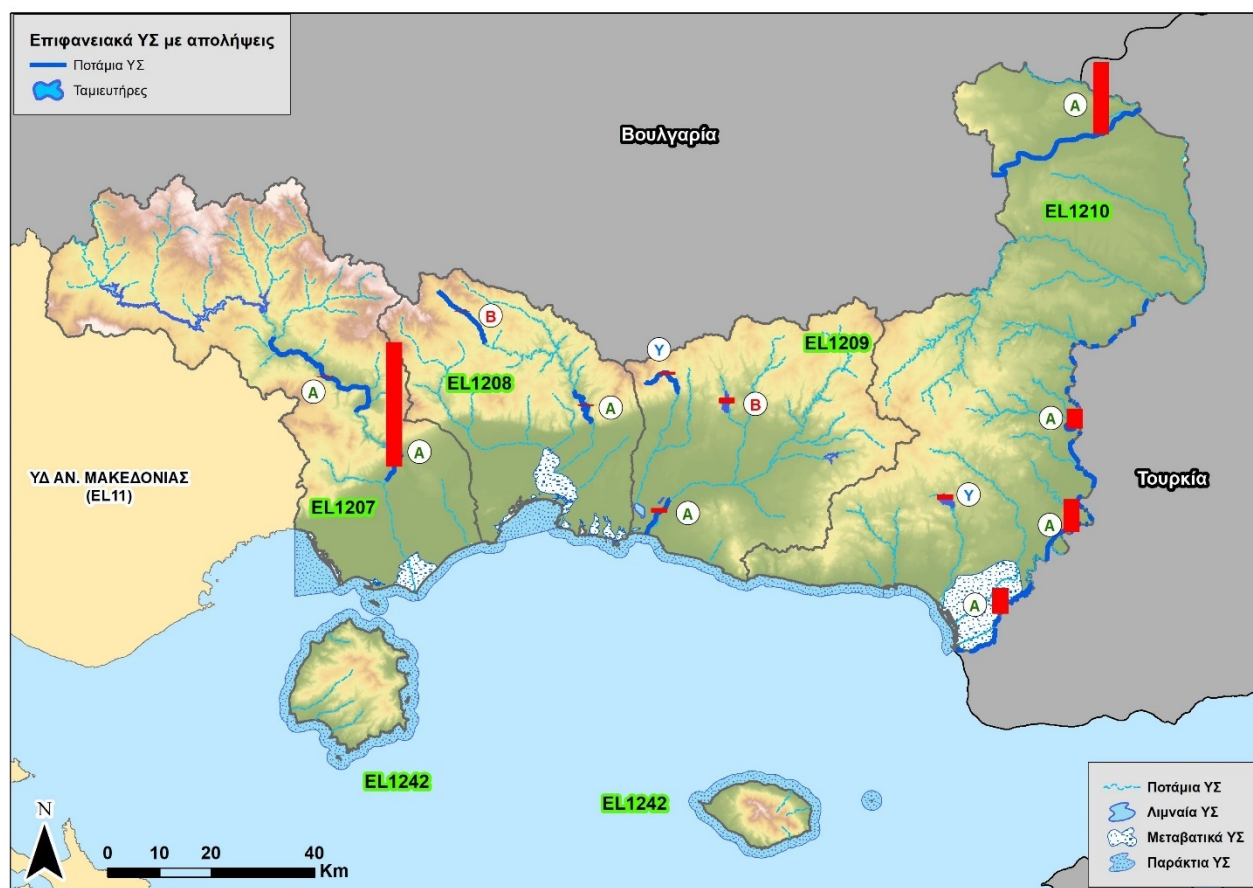 Επιφανειακά ΥΣ με απολήψεις
Ποτάμια ΥΣ
Ταμιευτήρες
Βουλγαρία
A
EL1210
B
Y
EL1209
EL1208
A
A
B
A
A
ΥΔ ΑΝ. ΜΑΚΕΔΟΝΙΑΣ
(EL11)
Τουρκία
EL1207
A
Y
A
A
EL1242
EL1242
N
0 10 20 40
Km
Ποτάμια ΥΣ
Λιμναία ΥΣ
Μεταβατικά ΥΣ
Παράκτια ΥΣ